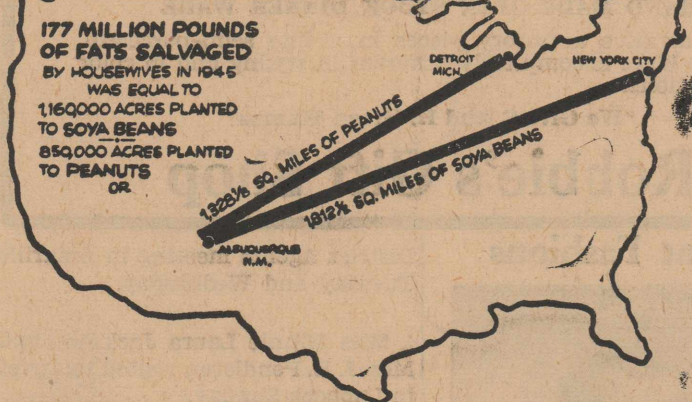 177 MILLION POUNDS
OF FATS SALVAGED
BY HOUSEWIVES IN 1945
WAS EQUAL TO
1,160,000 ACRES PLANTED
TO SOYA BEANS
850,000 ACRES PLANTED
TO PEANUTS
OR
DETROIT
MICH.
NEW YORK CITY
1,328⅛ SQ. MILES OF PEANUTS
1,812½ SQ. MILES OF SOYA BEANS
ALBUQUERQUE
N.M.